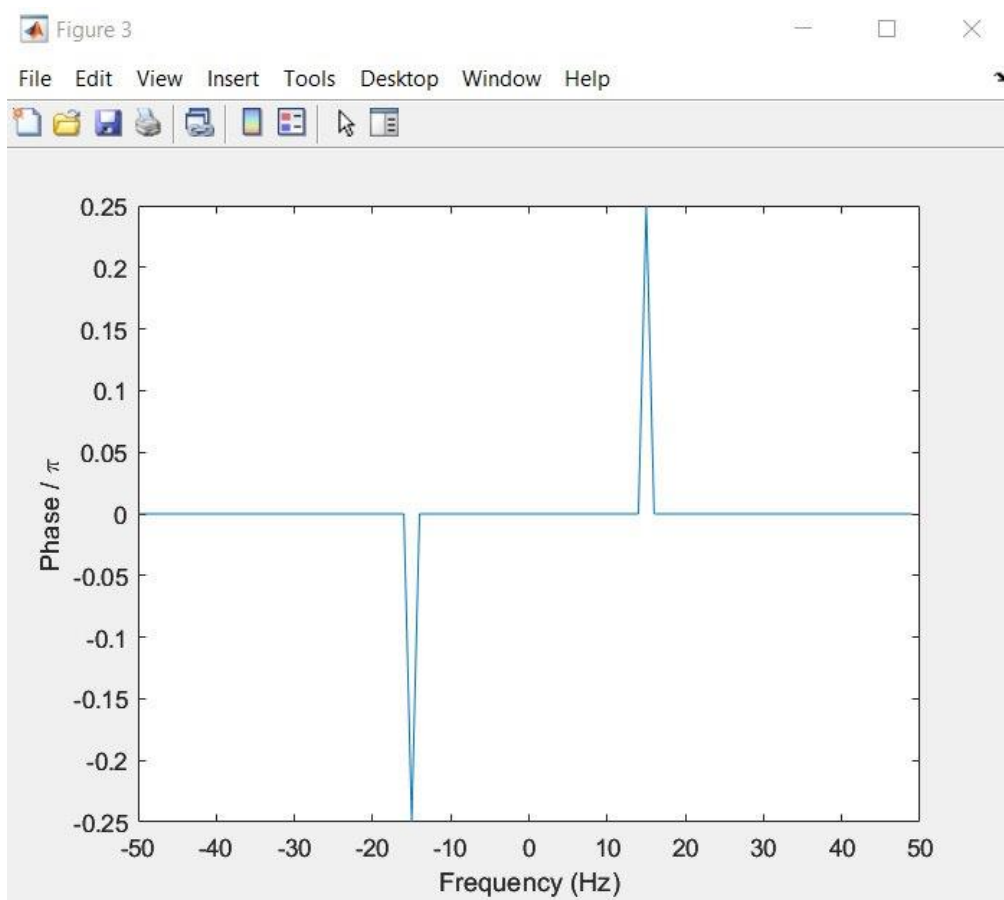 Figure 3
File Edit View Insert Tools Desktop Window Help
0.25
0.2
0.15
0.1
0.05
0
-0.05
-0.1
-0.15
-0.2
-0.25
Phase / π
-50 -40 -30 -20 -10 0 10 20 30 40 50
Frequency (Hz)